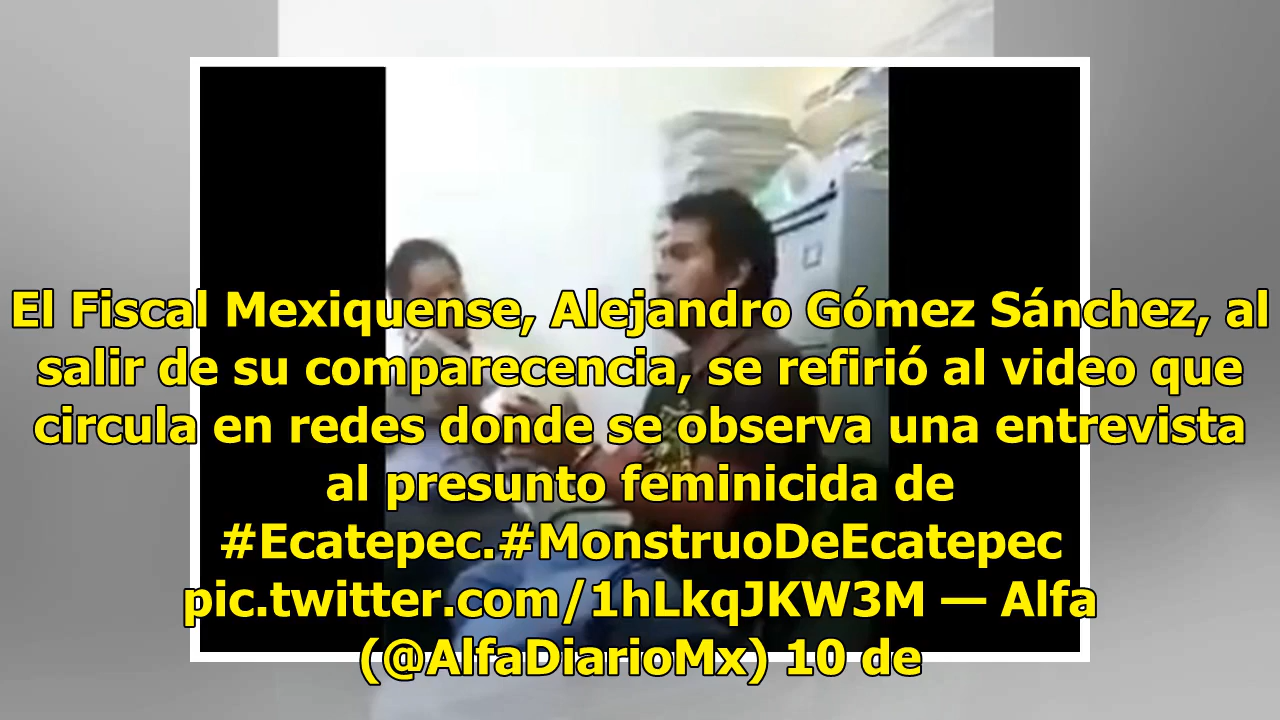 El Fiscal Mexiquense, Alejandro Gómez Sánchez, al
salir de su comparecencia, se refirió al video que
circula en redes donde se observa una entrevista
al presunto feminicida de
#Ecatepec.#MonstruoDeEcatepec
pic.twitter.com/1hLkqJKW3M — Alfa
(@AlfaDiarioMx) 10 de